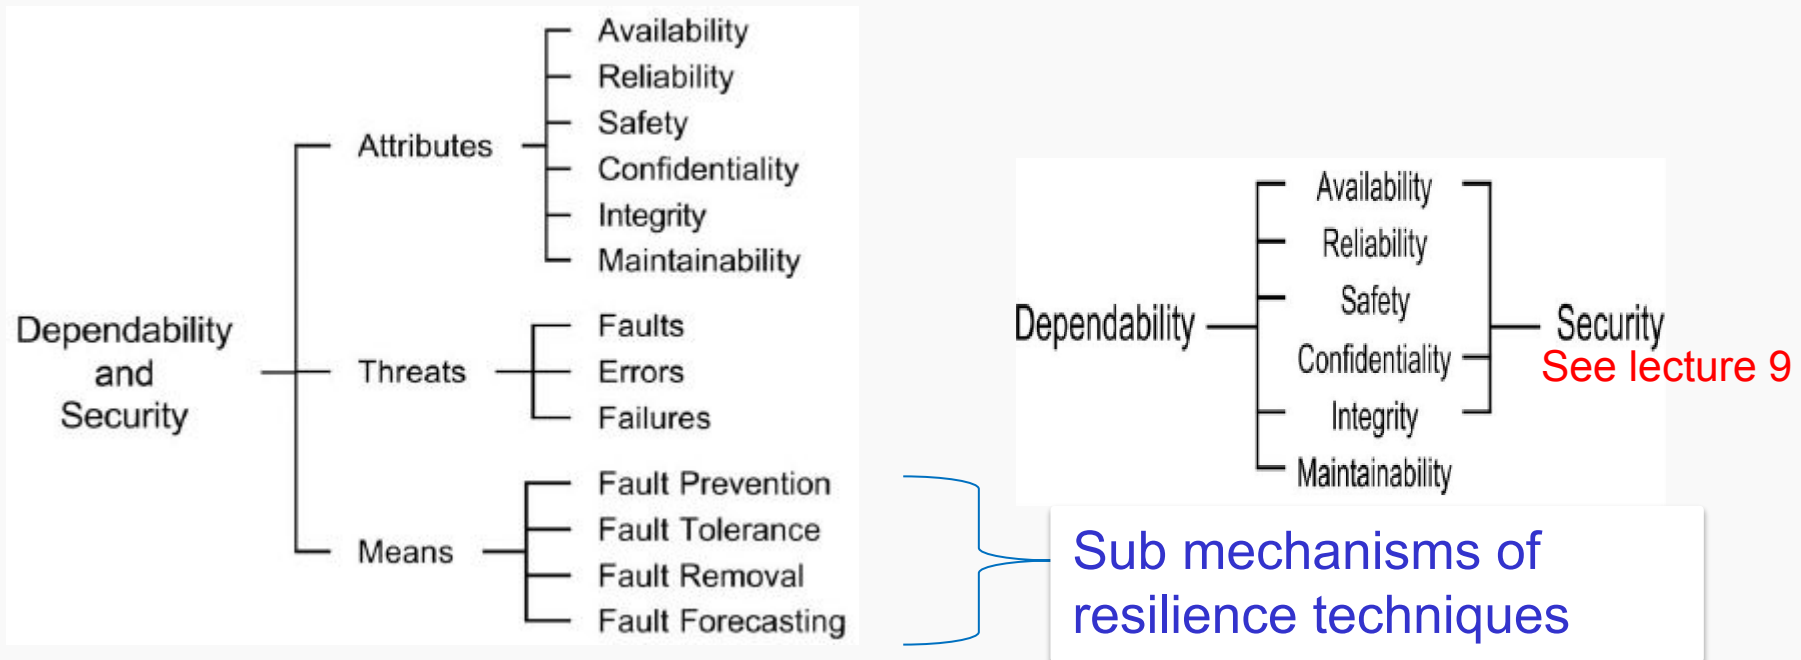 Dependability
and
Security
Attributes
Availability
Reliability
Safety
Confidentiality
Integrity
Maintainability
Threats
Faults
Errors
Failures
Means
Fault Prevention
Fault Tolerance
Fault Removal
Fault Forecasting
Dependability
Availability
Reliability
Safety
Confidentiality
Integrity
Maintainability
Security
See lecture 9
Sub mechanisms of
resilience techniques